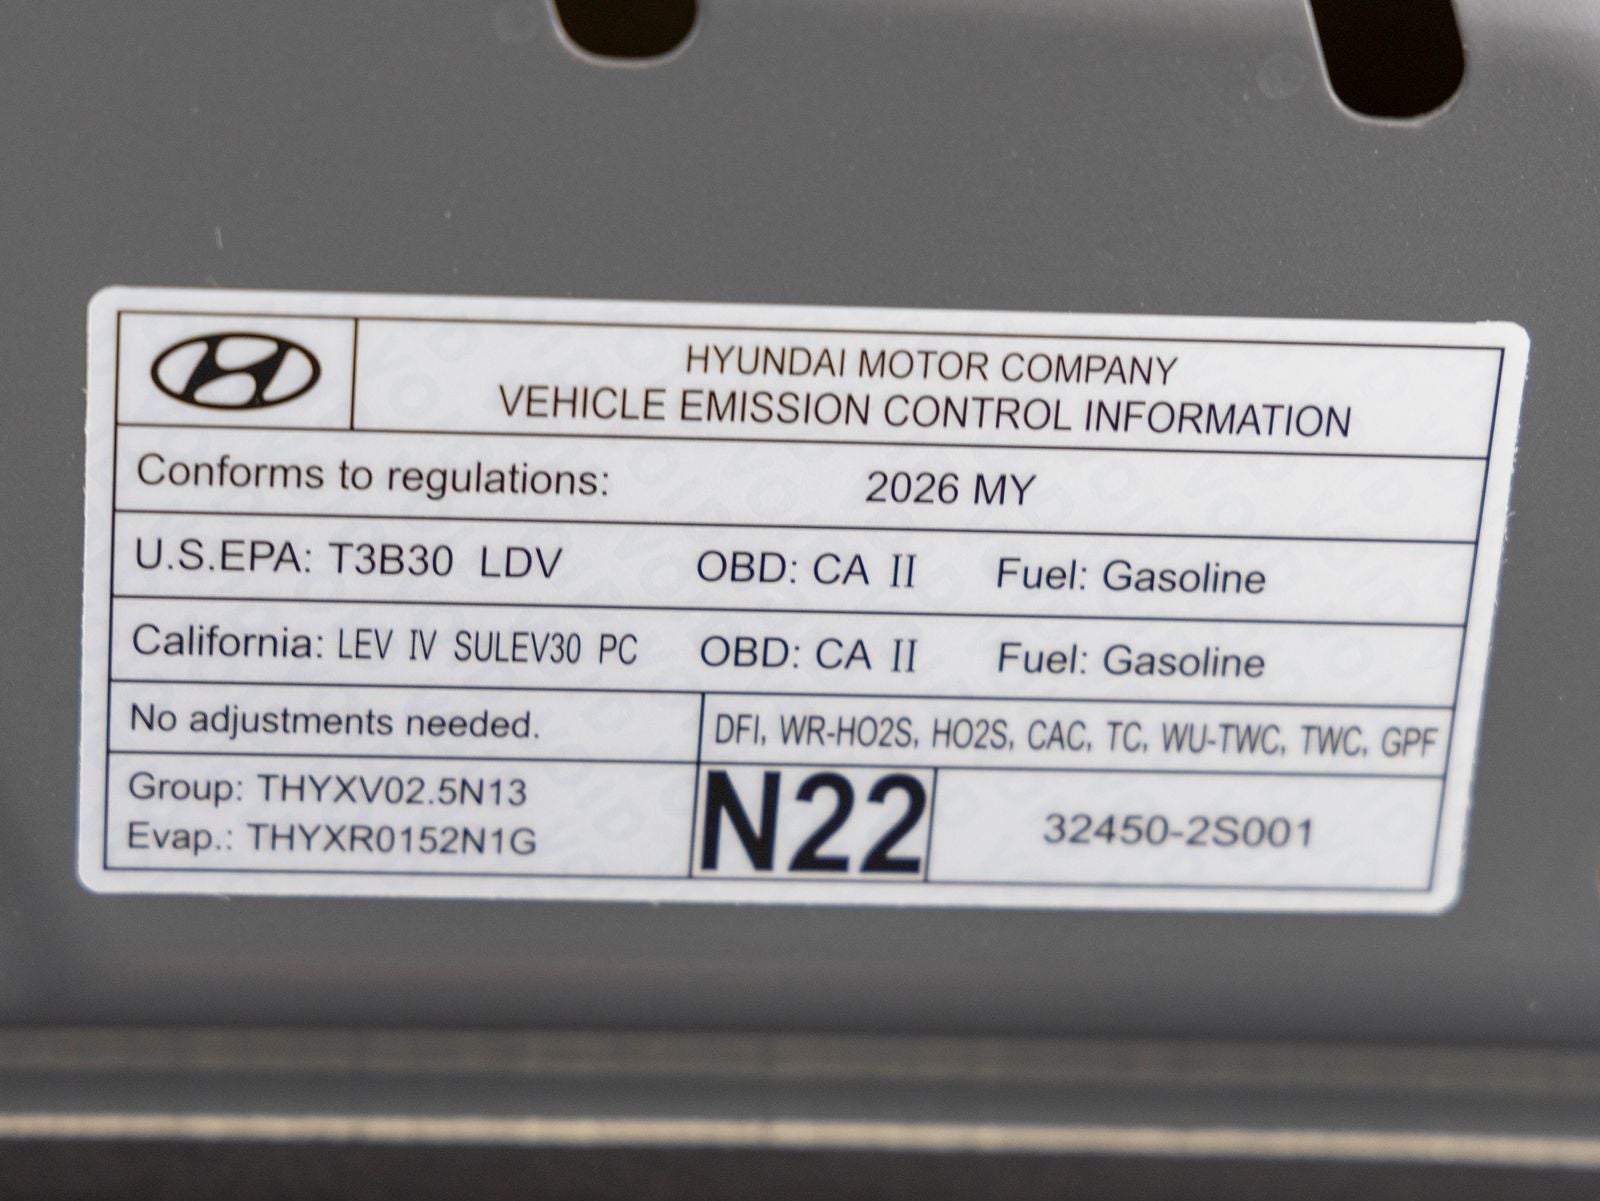 HYUNDAI MOTOR COMPANY
VEHICLE EMISSION CONTROL INFORMATION
Conforms to regulations: 2026 MY
U.S.EPA: T3B30 LDV OBD: CA II Fuel: Gasoline
California: LEV IV SULEV30 PC OBD: CA II Fuel: Gasoline
No adjustments needed. DFI, WR-HO2S, HO2S, CAC, TC, WU-TWC, TWC, GPF
Group: THYXV02.5N13
Evap.: THYXR0152N1G
N22
32450-2S001